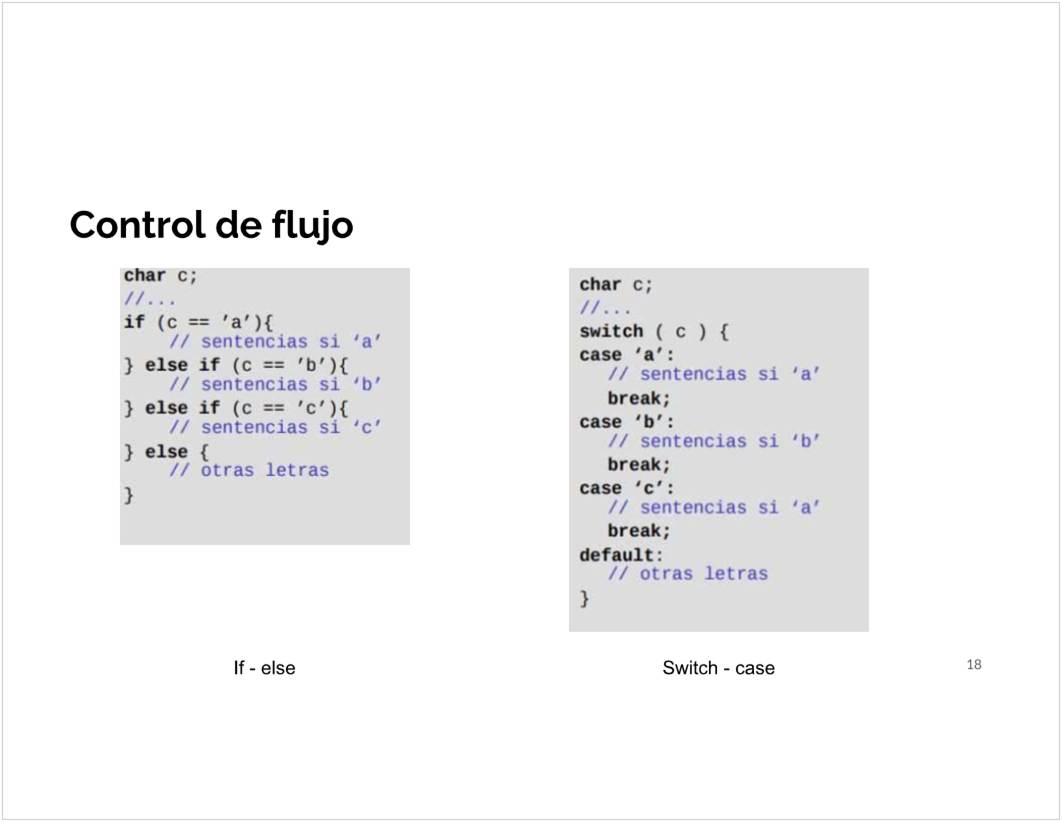 Control de flujo
char c;
//...
if (c == ’a’){
// sentencias si ‘a’
} else if (c == ’b’){
// sentencias si ‘b’
} else if (c == ’c’){
// sentencias si ‘c’
} else {
// otras letras
}
If - else
char c;
//...
switch ( c ) {
case ‘a’:
// sentencias si ‘a’
break;
case ‘b’:
// sentencias si ‘b’
break;
case ‘c’:
// sentencias si ‘a’
break;
default:
// otras letras
}
Switch - case
18